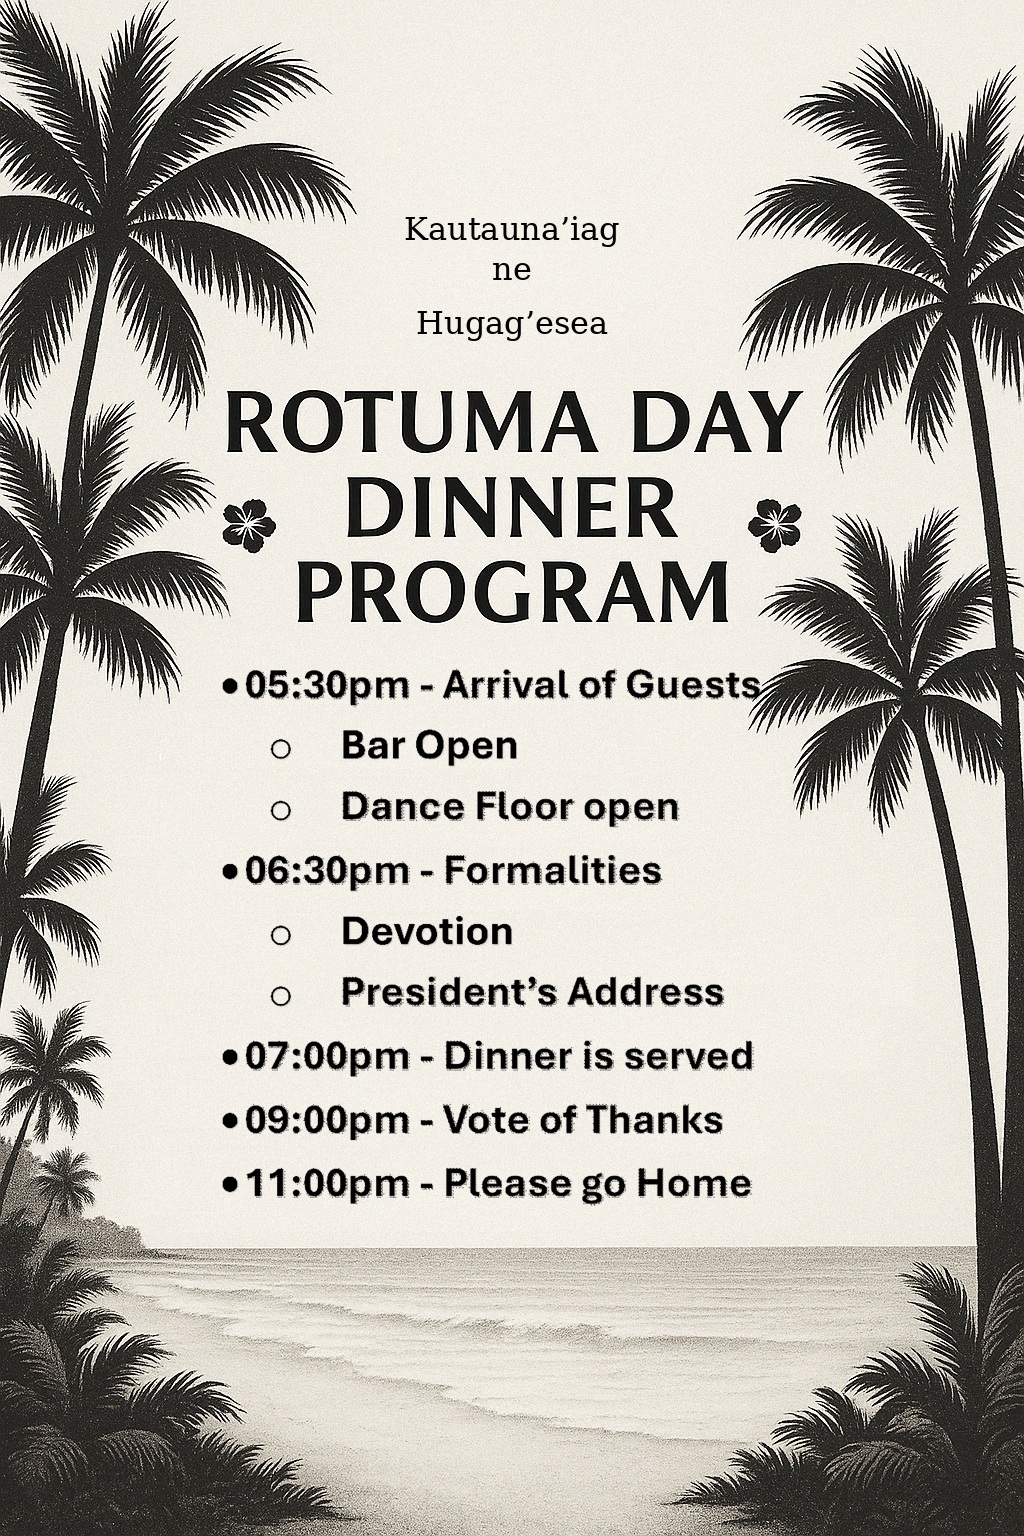 Kautauna’iag
ne
Hugag’esea
ROTUMA DAY
DINNER
PROGRAM
• 05:30pm - Arrival of Guests
○ Bar Open
○ Dance Floor open
• 06:30pm - Formalities
○ Devotion
○ President’s Address
• 07:00pm - Dinner is served
• 09:00pm - Vote of Thanks
• 11:00pm - Please go Home